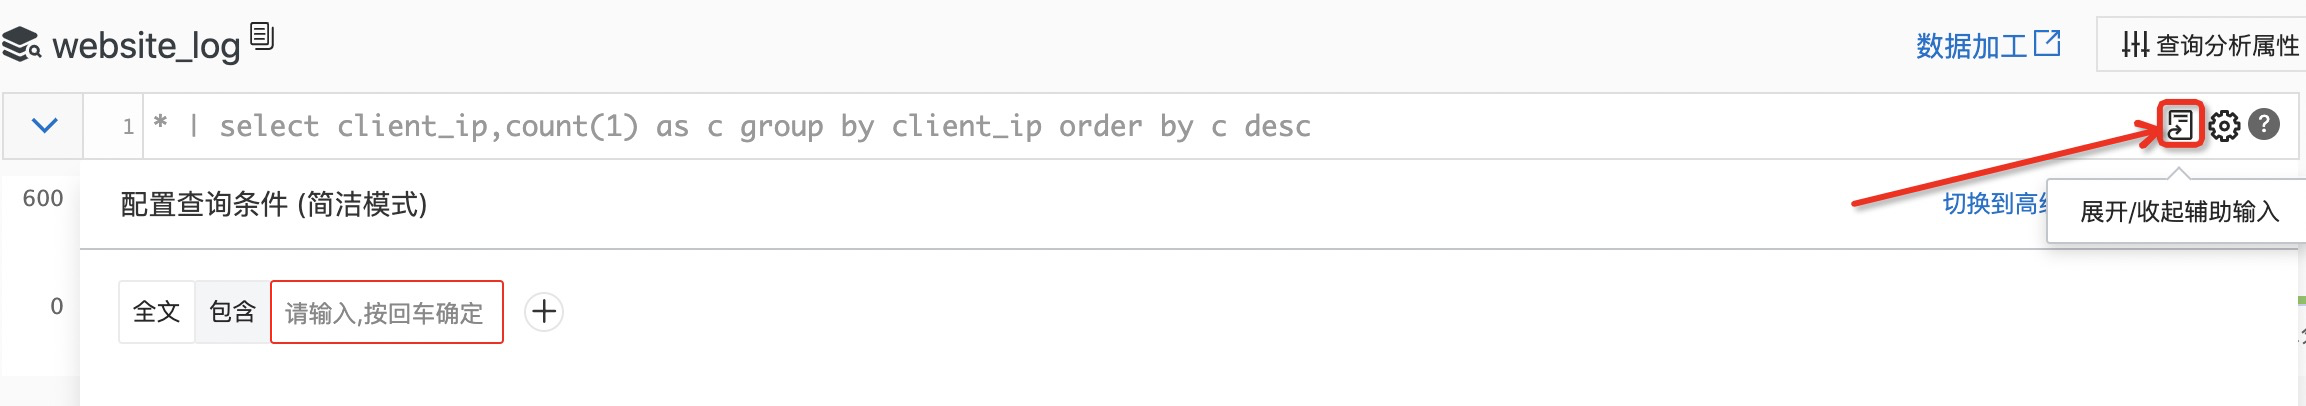 website_log
数据加工
查询分析属性
1 * | select client_ip,count(1) as c group by client_ip order by c desc
?
600
配置查询条件 (简洁模式)
切换到高
展开/收起辅助输入
0
全文 包含 请输入,按回车确定